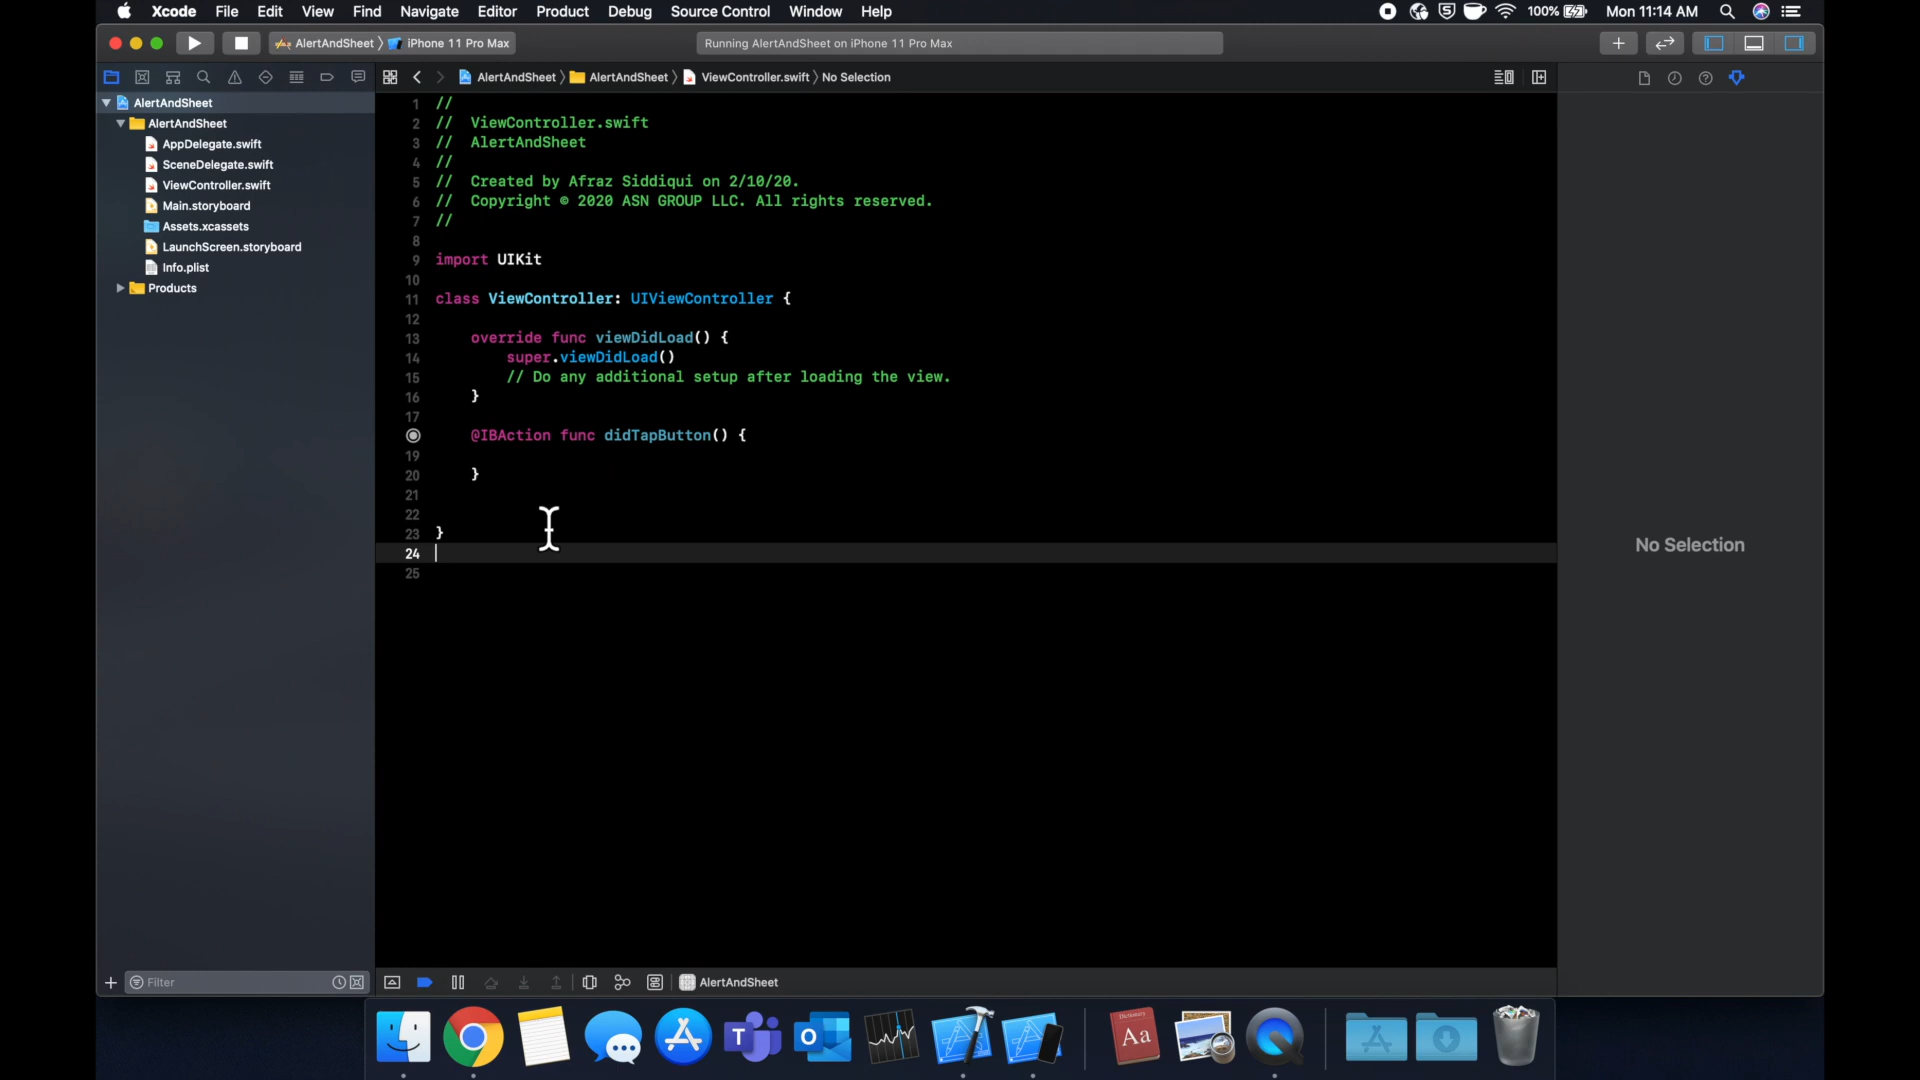 Xcode File Edit View Find Navigate Editor Product Debug Source Control Window Help 100% Mon 11:14 AM
AlertAndSheet 〉 iPhone 11 Pro Max Running AlertAndSheet on iPhone 11 Pro Max
AlertAndSheet 〉 AlertAndSheet 〉 ViewController.swift 〉 No Selection
AlertAndSheet
AlertAndSheet
AppDelegate.swift
SceneDelegate.swift
ViewController.swift
Main.storyboard
Assets.xcassets
LaunchScreen.storyboard
Info.plist
Products
1 //
2 // ViewController.swift
3 // AlertAndSheet
4 //
5 // Created by Afraz Siddiqui on 2/10/20.
6 // Copyright © 2020 ASN GROUP LLC. All rights reserved.
7 //
8
9 import UIKit
10
11 class ViewController: UIViewController {
12
13 override func viewDidLoad() {
14 super.viewDidLoad()
15 // Do any additional setup after loading the view.
16 }
17
@IBAction func didTapButton() {
19
20 }
21
22
23 }
24
25
No Selection
Filter
AlertAndSheet
T
O
Dictionary
Aa